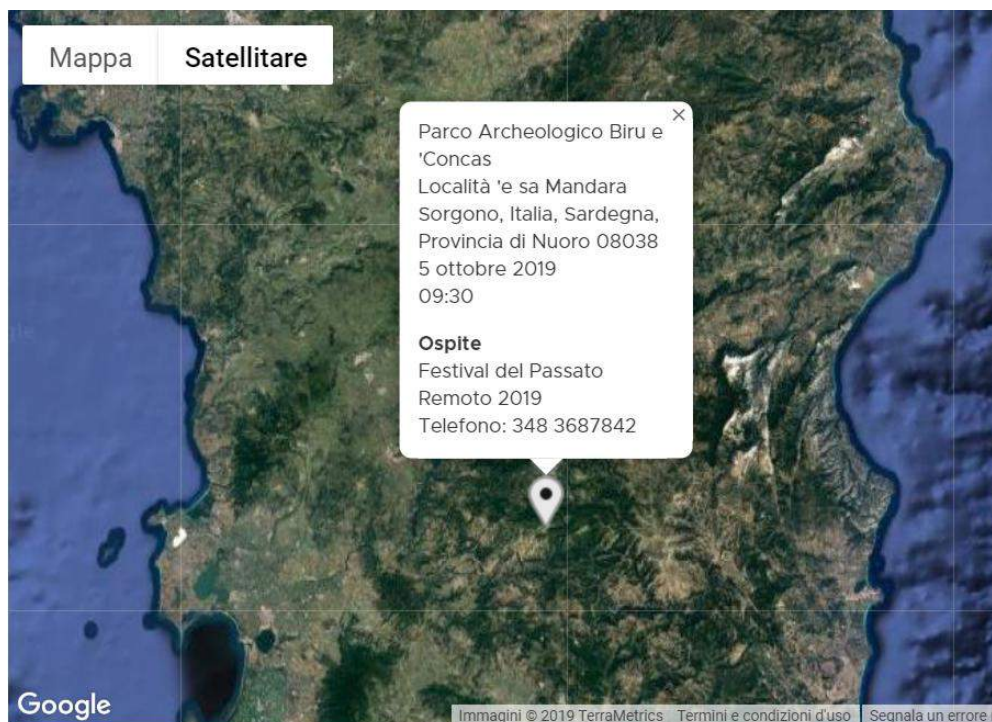 Mappa
Satellitare
Parco Archeologico Biru e
'Concas
Località 'e sa Mandara
Sorgono, Italia, Sardegna,
Provincia di Nuoro 08038
5 ottobre 2019
09:30
Ospite
Festival del Passato
Remoto 2019
Telefono: 348 3687842
Google
Immagini © 2019 TerraMetrics
Termini e condizioni d'uso
Segnala un errore